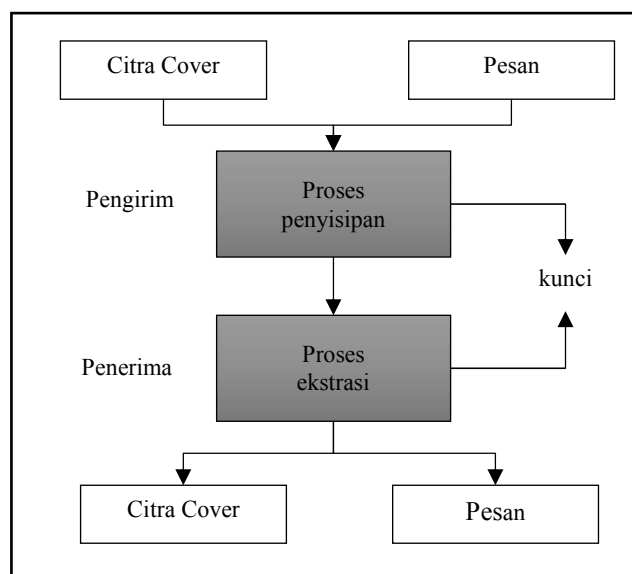 Citra Cover
Pesan
Pengirim
Proses
penyisipan
kunci
Penerima
Proses
ekstrasi
Citra Cover
Pesan